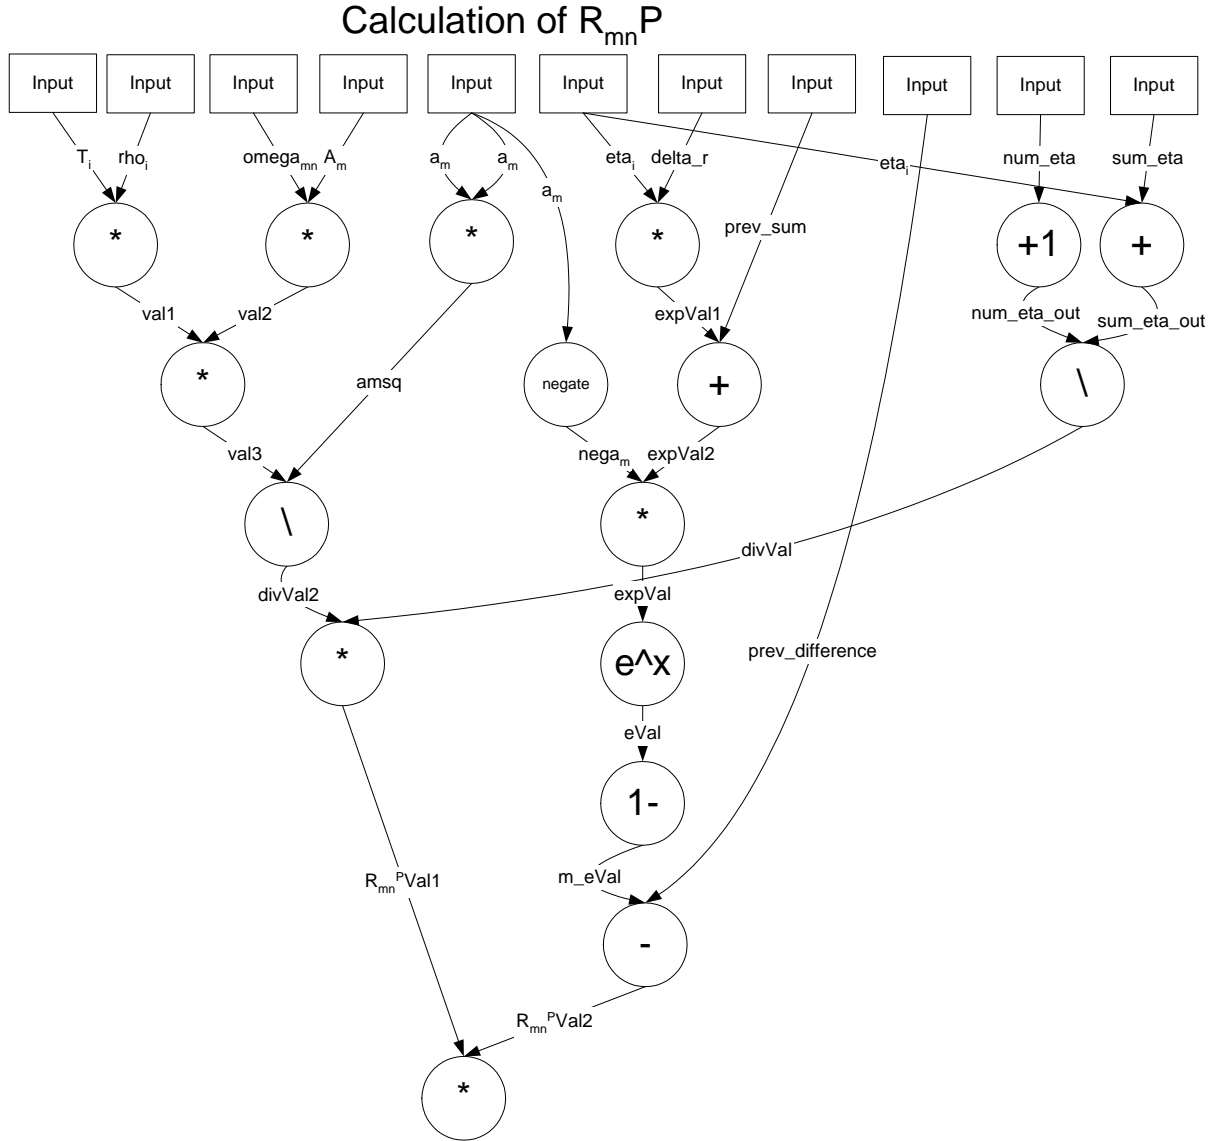 Calculation of RmnP
Input Input Input Input Input Input Input Input Input Input Input
Ti rhoi omegamn Am am am am etai delta_r etai num_eta sum_eta
prev_sum
* * * * +1 +
val1 val2 expVal1 num_eta_out sum_eta_out
* amsq negate + \
val3 negam expVal2
\ *
divVal
divVal2 expVal
* e^x prev_difference
eVal
1-
RmnPVal1 m_eVal
-
RmnPVal2
*